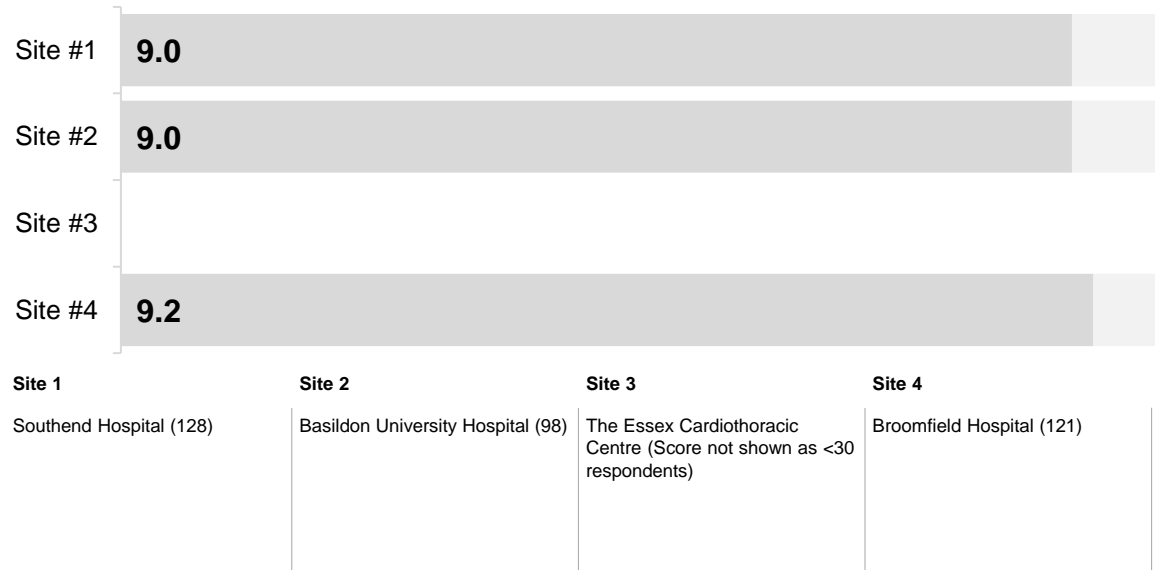 Site #1
9.0
Site #2
9.0
Site #3
Site #4
9.2
Site 1
Southend Hospital (128)
Site 2
Basildon University Hospital (98)
Site 3
The Essex Cardiothoracic
Centre (Score not shown as <30
respondents)
Site 4
Broomfield Hospital (121)